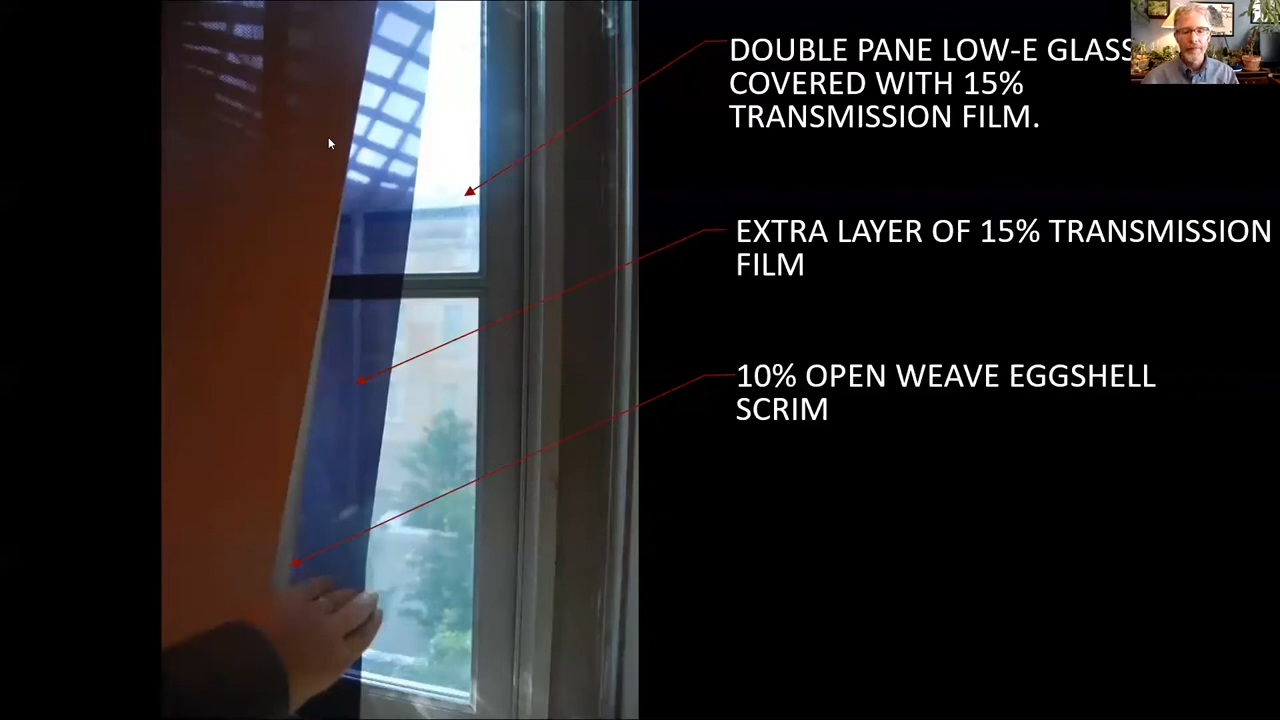 DOUBLE PANE LOW-E GLASS
COVERED WITH 15%
TRANSMISSION FILM.
EXTRA LAYER OF 15% TRANSMISSION
FILM
10% OPEN WEAVE EGGSHELL
SCRIM